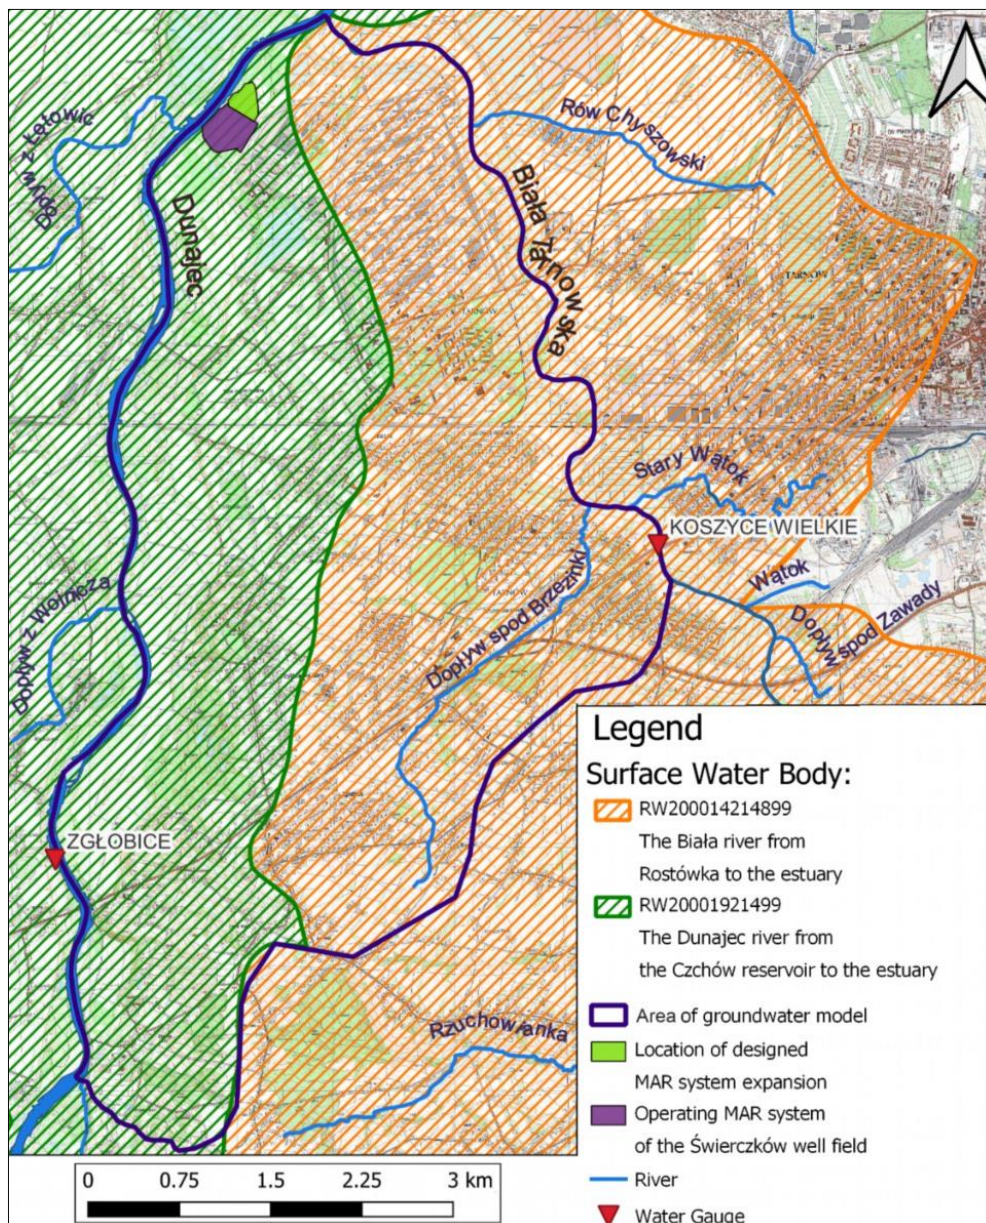 Dopływ z Łętowic
Dunajec
Rów Chyszowski
Biała Tarnowska
TARNÓW
TARNÓW
Stary Wątok
KOSZYCE WIELKIE
Wątok
Dopływ spod Zawady
Dopływ spod Brzezinki
TARNÓW
Dopływ z Wolnicza
ZGŁOBICE
Rzuchowianka
Legend
Surface Water Body:
RW200014214899
The Biała river from
Rostówka to the estuary
RW20001921499
The Dunajec river from
the Czchów reservoir to the estuary
Area of groundwater model
Location of designed
MAR system expansion
Operating MAR system
of the Świerczków well field
River
Water Gauge
0 0.75 1.5 2.25 3 km